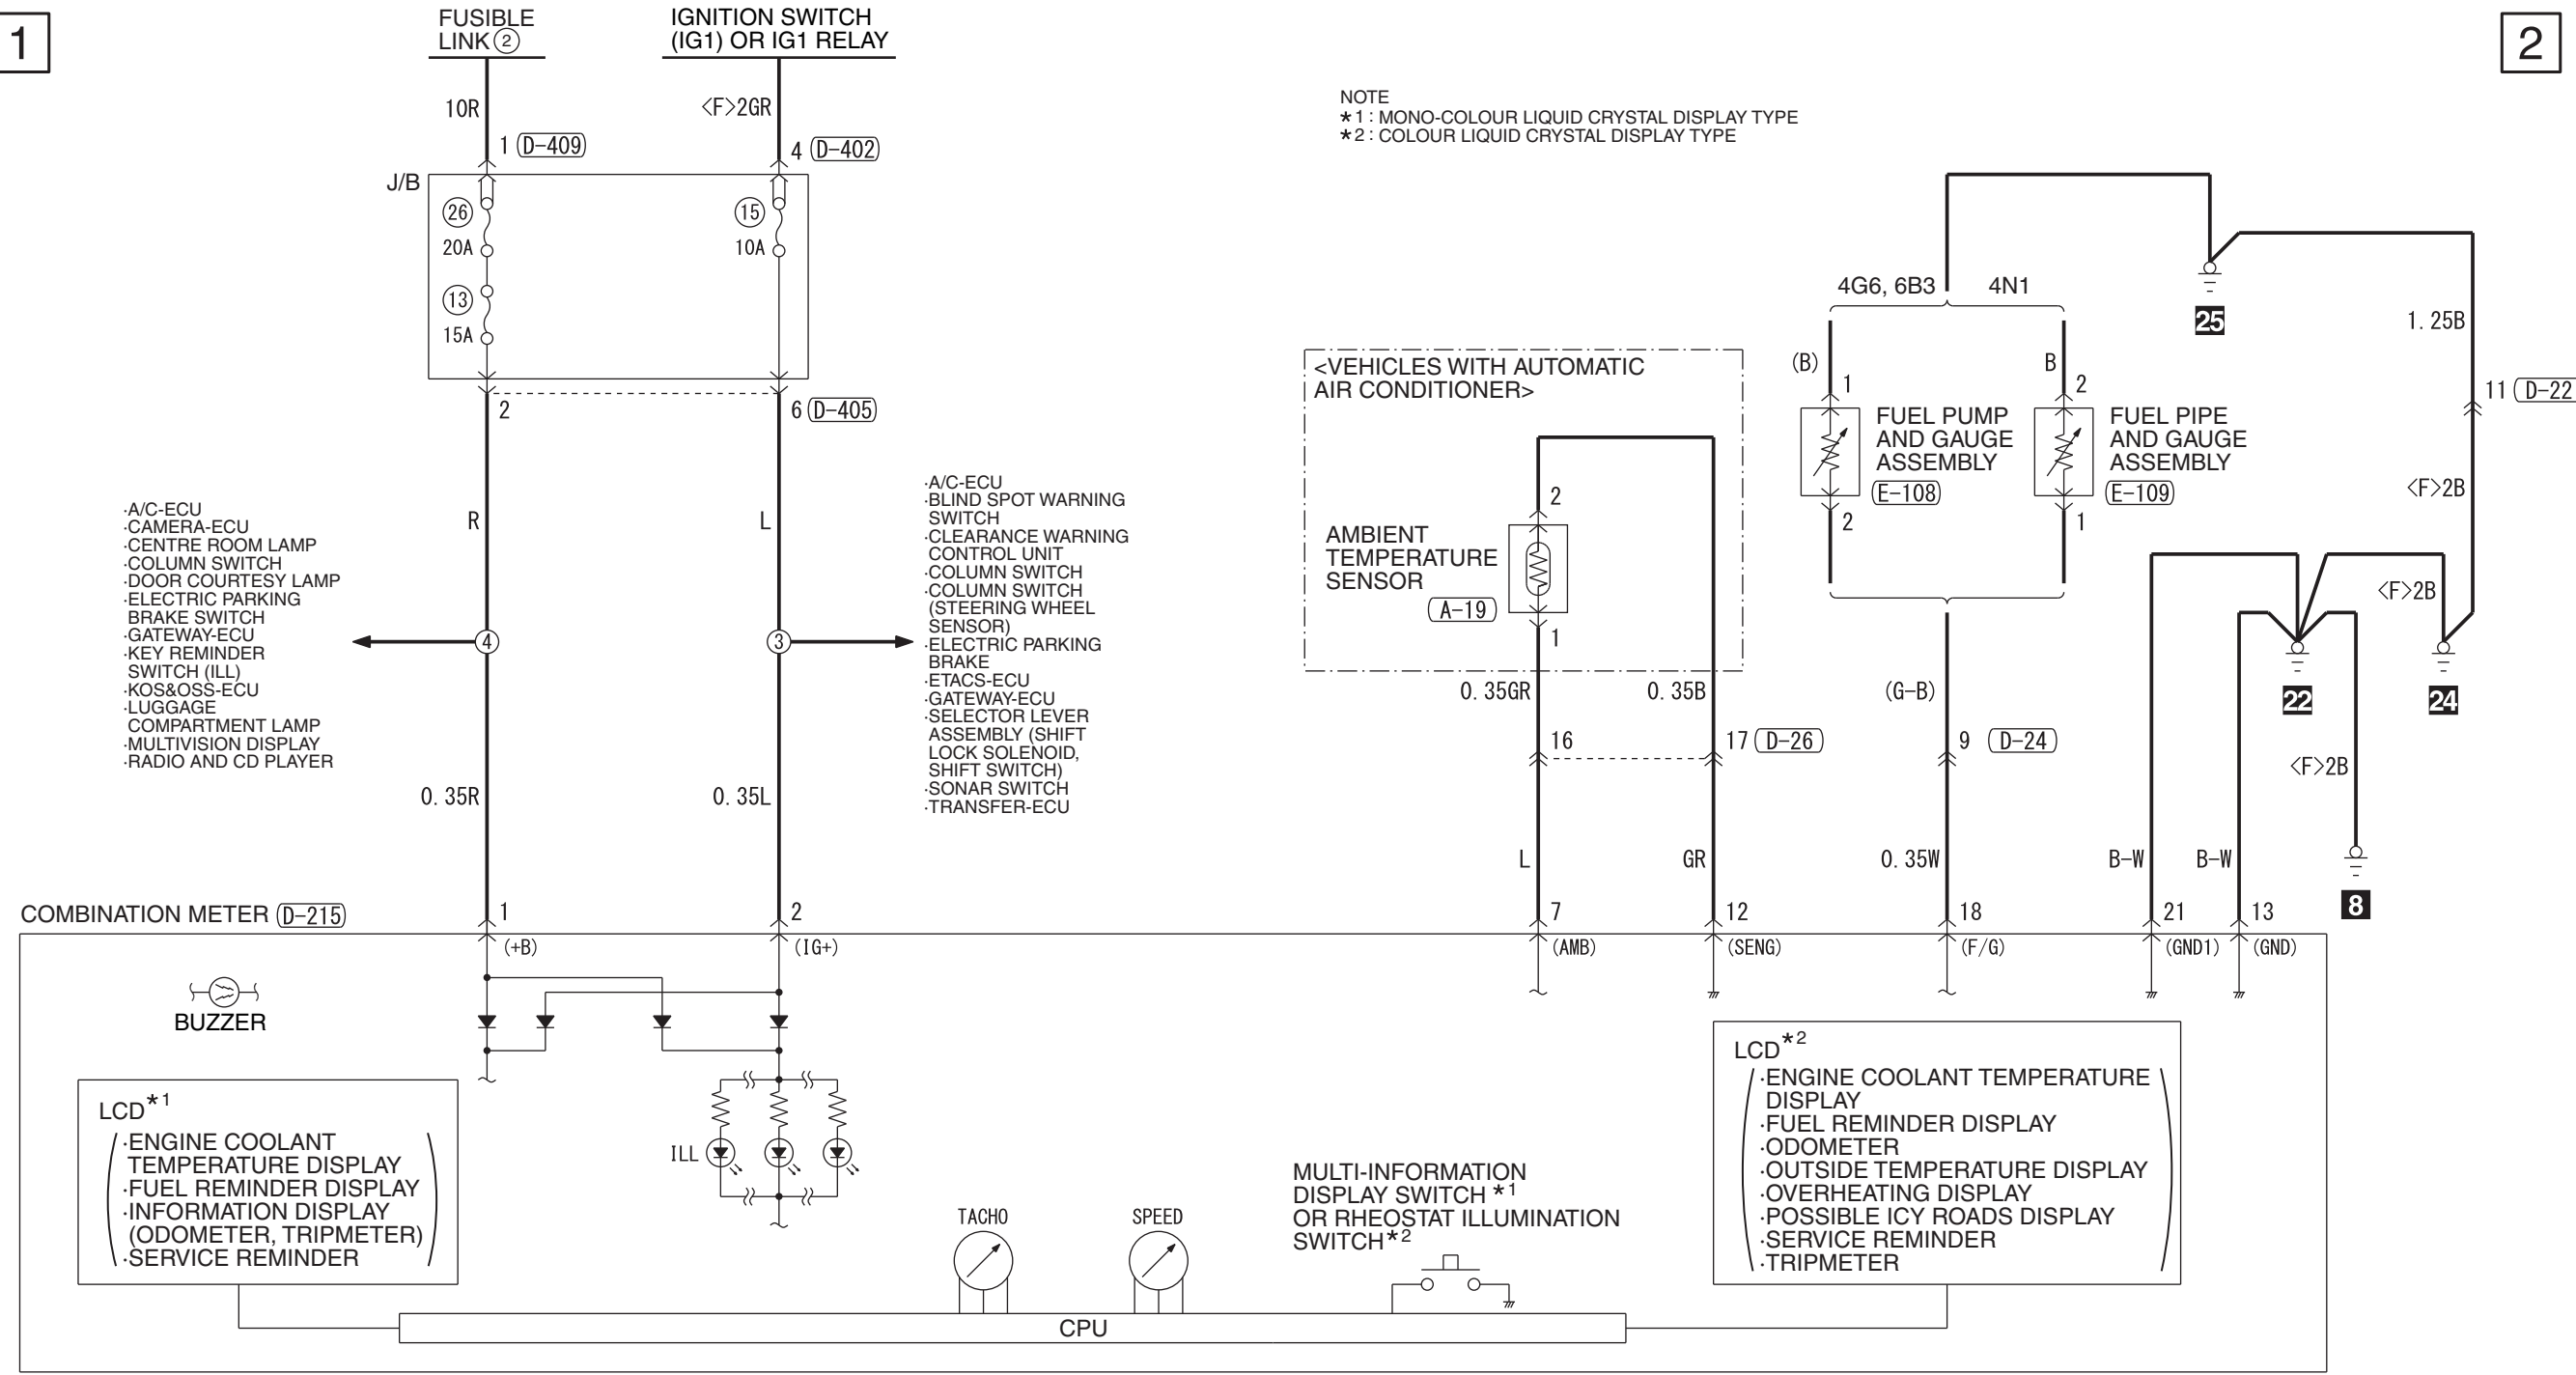 1
2
FUSIBLE
LINK ②
IGNITION SWITCH
(IG1) OR IG1 RELAY
10R
<F>2GR
1 (D-409)
4 (D-402)
J/B
26
20A
13
15A
15
10A
2
6 (D-405)
R
L
·A/C-ECU
·CAMERA-ECU
·CENTRE ROOM LAMP
·COLUMN SWITCH
·DOOR COURTESY LAMP
·ELECTRIC PARKING
BRAKE SWITCH
·GATEWAY-ECU
·KEY REMINDER
SWITCH (ILL)
·KOS&OSS-ECU
·LUGGAGE
COMPARTMENT LAMP
·MULTIVISION DISPLAY
·RADIO AND CD PLAYER
4
3
·A/C-ECU
·BLIND SPOT WARNING
SWITCH
·CLEARANCE WARNING
CONTROL UNIT
·COLUMN SWITCH
·COLUMN SWITCH
(STEERING WHEEL
SENSOR)
·ELECTRIC PARKING
BRAKE
·ETACS-ECU
·GATEWAY-ECU
·SELECTOR LEVER
ASSEMBLY (SHIFT
LOCK SOLENOID,
SHIFT SWITCH)
·SONAR SWITCH
·TRANSFER-ECU
0.35R
0.35L
NOTE
*1 : MONO-COLOUR LIQUID CRYSTAL DISPLAY TYPE
*2 : COLOUR LIQUID CRYSTAL DISPLAY TYPE
<VEHICLES WITH AUTOMATIC
AIR CONDITIONER>
2
AMBIENT
TEMPERATURE
SENSOR
A-19
1
0.35GR
0.35B
16
17 (D-26)
L
GR
4G6, 6B3
4N1
(B)
1
B
2
FUEL PUMP
AND GAUGE
ASSEMBLY
E-108
FUEL PIPE
AND GAUGE
ASSEMBLY
E-109
2
1
(G-B)
9 (D-24)
0.35W
25
1.25B
11 (D-22
<F>2B
<F>2B
22
24
<F>2B
B-W
B-W
8
COMBINATION METER (D-215)
1
2
7
12
18
21
13
(+B)
(IG+)
(AMB)
(SENG)
(F/G)
(GND1)
(GND)
BUZZER
LCD*1
·ENGINE COOLANT
TEMPERATURE DISPLAY
·FUEL REMINDER DISPLAY
·INFORMATION DISPLAY
(ODOMETER, TRIPMETER)
·SERVICE REMINDER
ILL
TACHO
SPEED
MULTI-INFORMATION
DISPLAY SWITCH *1
OR RHEOSTAT ILLUMINATION
SWITCH*2
LCD*2
·ENGINE COOLANT TEMPERATURE
DISPLAY
·FUEL REMINDER DISPLAY
·ODOMETER
·OUTSIDE TEMPERATURE DISPLAY
·OVERHEATING DISPLAY
·POSSIBLE ICY ROADS DISPLAY
·SERVICE REMINDER
·TRIPMETER
CPU